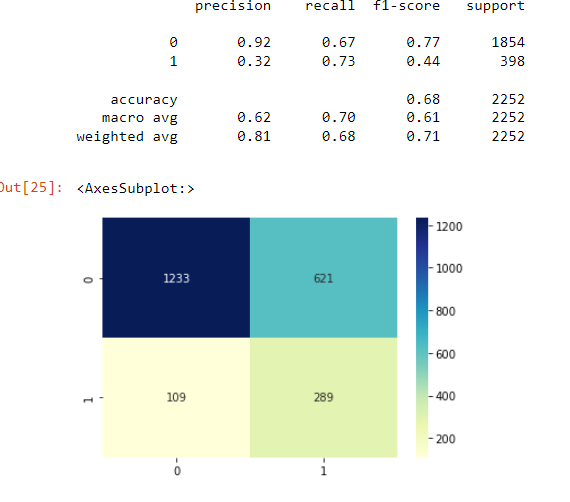 precision recall f1-score support
0 0.92 0.67 0.77 1854
1 0.32 0.73 0.44 398
accuracy 0.68 2252
macro avg 0.62 0.70 0.61 2252
weighted avg 0.81 0.68 0.71 2252
Out[25]: <AxesSubplot:>
1200
0 1233 621
1000
800
600
1 109 289
400
200
0 1